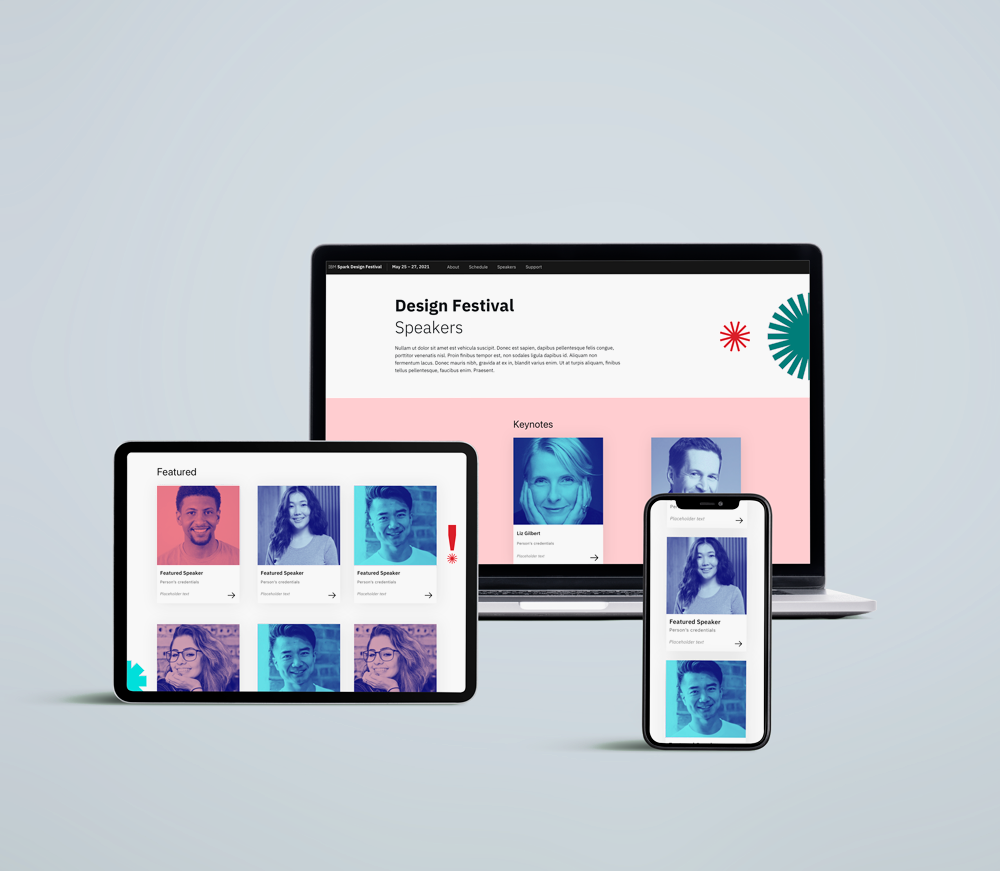 IBM Spark Design Festival May 25 – 27, 2021 About Schedule Speakers Support
Design Festival
Speakers
Nullam ut dolor sit amet est vehicula suscipit. Donec est sapien, dapibus pellentesque felis congue,
porttitor venenatis nisl. Proin finibus tempor est, non sodales ligula dapibus id. Aliquam non
fermentum lacus. Donec mauris nibh, gravida at ex in, blandit varius enim. Ut at turpis aliquam, finibus
tellus pellentesque, faucibus enim. Praesent.
Keynotes
Liz Gilbert
Person's credentials
Placeholder text
Featured
Featured Speaker Featured Speaker Featured Speaker
Person's credentials Person's credentials Person's credentials
Placeholder text Placeholder text Placeholder text
Placeholder text
Featured Speaker
Person's credentials
Placeholder text